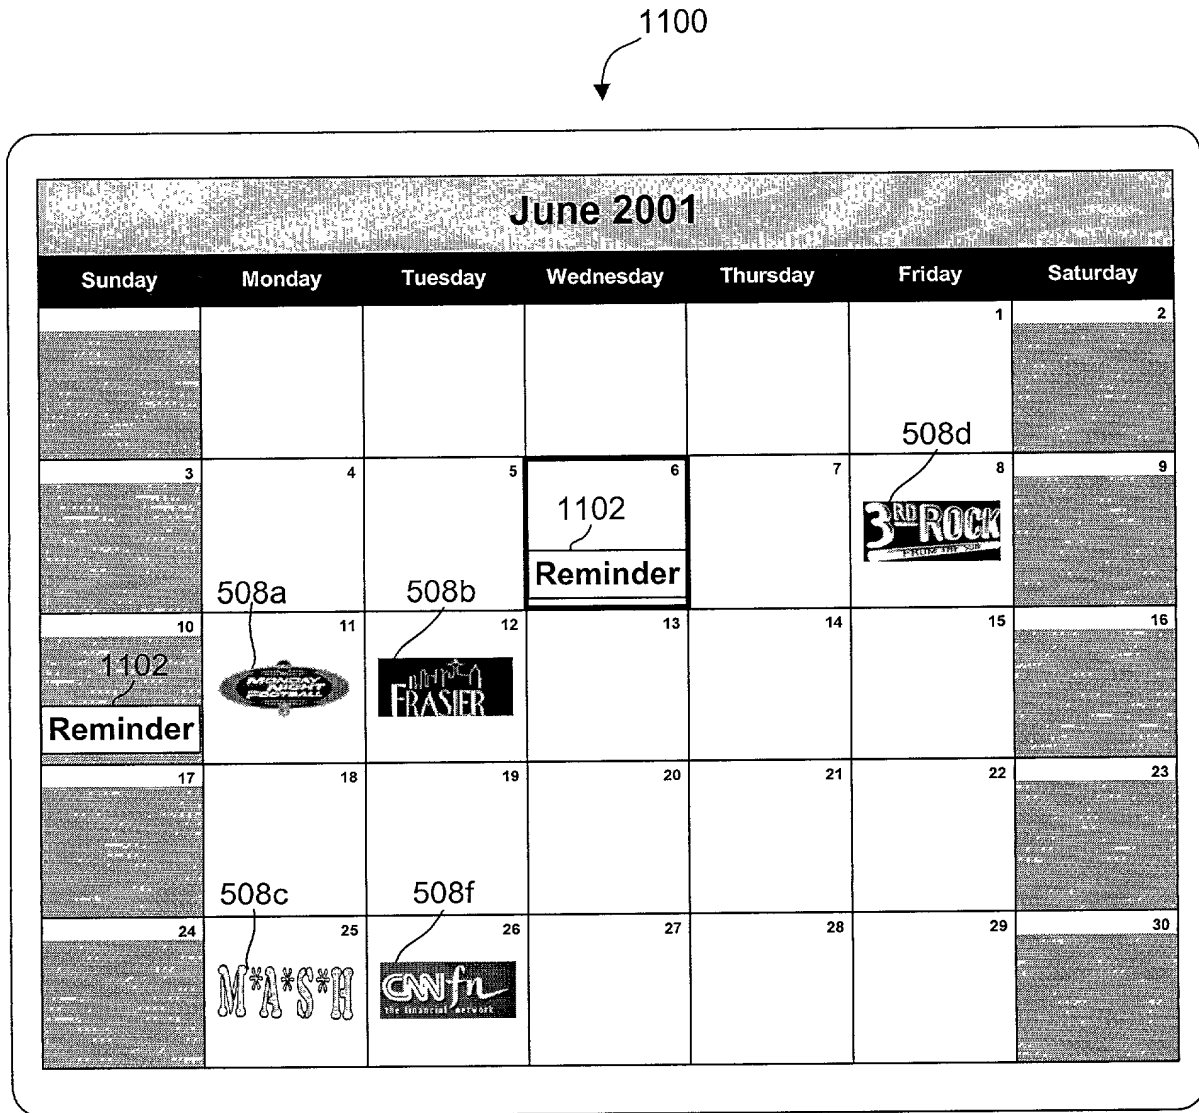 1100
June 2001
Sunday Monday Tuesday Wednesday Thursday Friday Saturday
1 2
508d
3 4 5 6 7 8 9
1102
3RD ROCK
FROM THE SUN
Reminder
508a 508b
10 11 12 13 14 15 16
1102
MONDAY
NIGHT
FOOTBALL
FRASIER
Reminder
17 18 19 20 21 22 23
508c 508f
24 25 26 27 28 29 30
M*A*S*H
CNNfn
the financial network